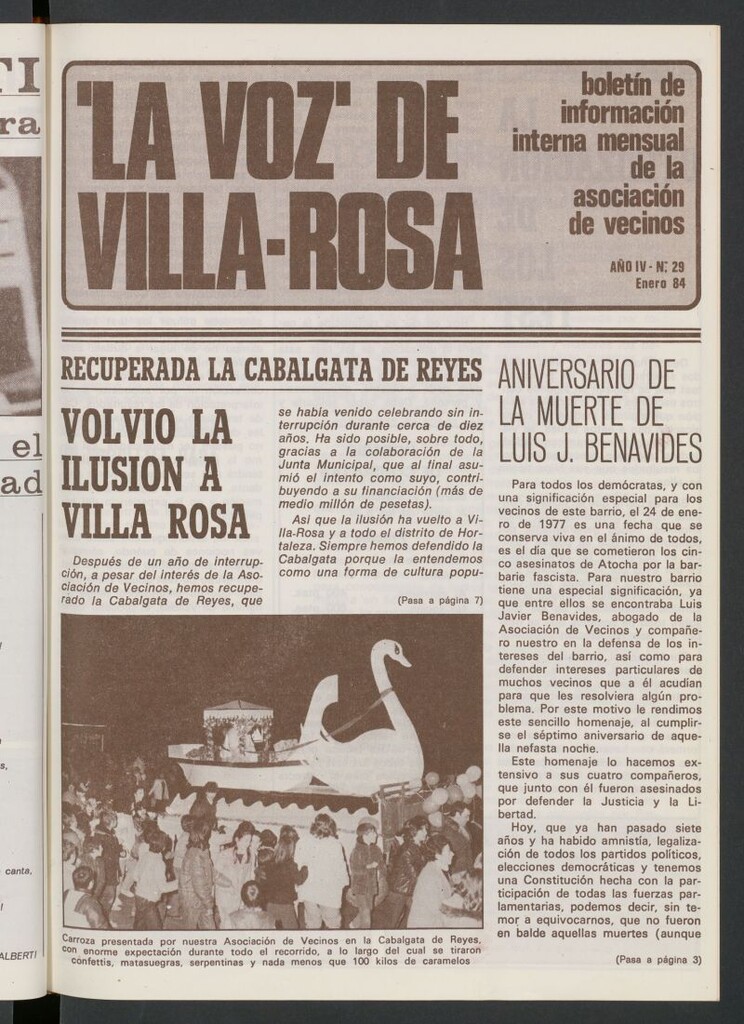 TI
ra
el
ad
s,
canta,
!
ALBERTI
"LA VOZ" DE
VILLA-ROSA
boletín de
información
interna mensual
de la
asociación
de vecinos
AÑO IV - N.º 29
Enero 84
RECUPERADA LA CABALGATA DE REYES
VOLVIO LA
ILUSION A
VILLA ROSA
Después de un año de interrup-
ción, a pesar del interés de la Aso-
ciación de Vecinos, hemos recupe-
rado la Cabalgata de Reyes, que
se había venido celebrando sin in-
terrupción durante cerca de diez
años. Ha sido posible, sobre todo,
gracias a la colaboración de la
Junta Municipal, que al final asu-
mió el intento como suyo, contri-
buyendo a su financiación (más de
medio millón de pesetas).
Asi que la ilusión ha vuelto a Vi-
lla-Rosa y a todo el distrito de Hor-
taleza. Siempre hemos defendido la
Cabalgata porque la entendemos
como una forma de cultura popu-
(Pasa a página 7)
Carroza presentada por nuestra Asociación de Vecinos en la Cabalgata de Reyes,
con enorme expectación durante todo el recorrido, a lo largo del cual se tiraron
confettis, matasuegras, serpentinas y nada menos que 100 kilos de caramelos
ANIVERSARIO DE
LA MUERTE DE
LUIS J. BENAVIDES
Para todos los demócratas, y con
una significación especial para los
vecinos de este barrio, el 24 de ene-
ro de 1977 es una fecha que se
conserva viva en el ánimo de todos,
es el día que se cometieron los cin-
co asesinatos de Atocha por la bar-
barie fascista. Para nuestro barrio
tiene una especial significación, ya
que entre ellos se encontraba Luis
Javier Benavides, abogado de la
Asociación de Vecinos y compañe-
ro nuestro en la defensa de los in-
tereses del barrio, así como para
defender intereses particulares de
muchos vecinos que a él acudían
para que les resolviera algún pro-
blema. Por este motivo le rendimos
este sencillo homenaje, al cumplir-
se el séptimo aniversario de aque-
lla nefasta noche.
Este homenaje lo hacemos ex-
tensivo a sus cuatro compañeros,
que junto con él fueron asesinados
por defender la Justicia y la Li-
bertad.
Hoy, que ya han pasado siete
años y ha habido amnistía, legaliza-
ción de todos los partidos políticos,
elecciones democráticas y tenemos
una Constitución hecha con la par-
ticipación de todas las fuerzas par-
lamentarias, podemos decir, sin te-
mor a equivocarnos, que no fueron
en balde aquellas muertes (aunque
(Pasa a página 3)